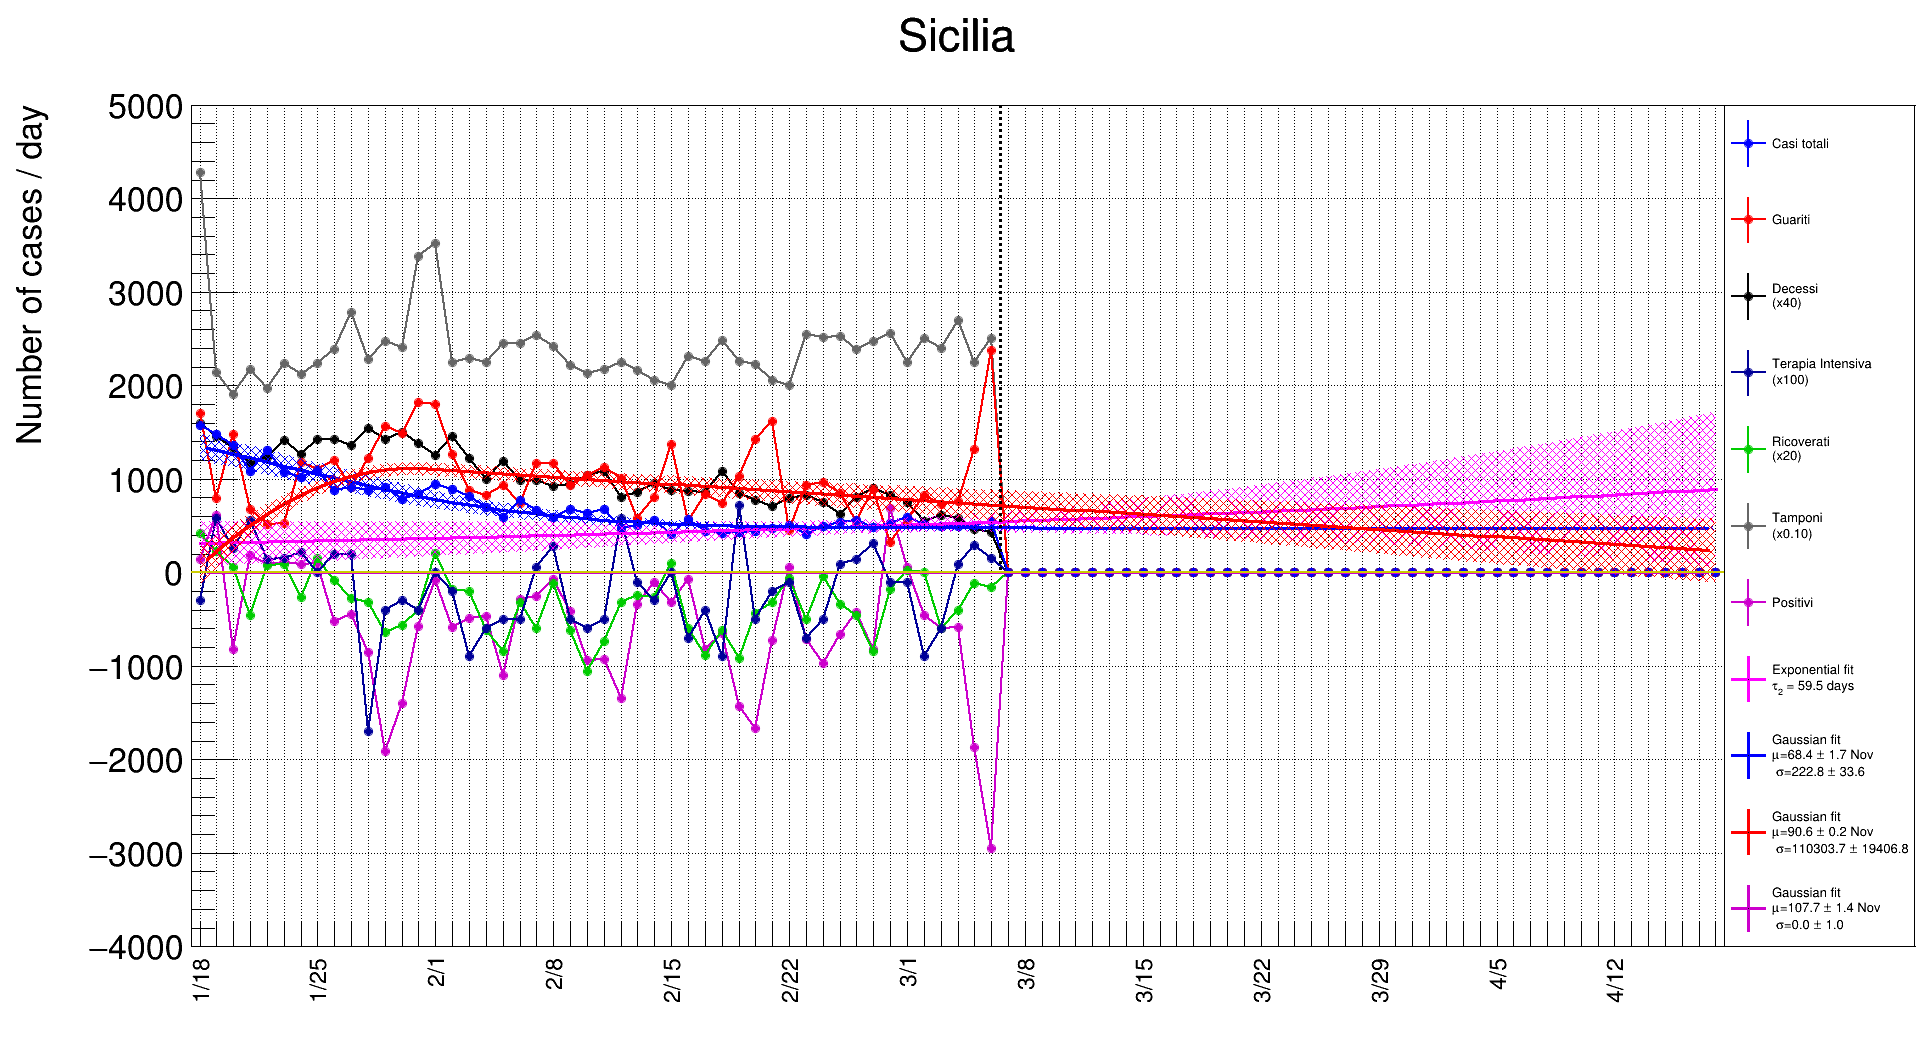 Sicilia
Number of cases / day
5000
4000
3000
2000
1000
0
−1000
−2000
−3000
−4000
1/18
1/25
2/1
2/8
2/15
2/22
3/1
3/8
3/15
3/22
3/29
4/5
4/12
Casi totali
Guariti
Decessi
(x40)
Terapia Intensiva
(x100)
Ricoverati
(x20)
Tamponi
(x0.10)
Positivi
Exponential fit
τ2 = 59.5 days
Gaussian fit
μ=68.4 ± 1.7 Nov
σ=222.8 ± 33.6
Gaussian fit
μ=90.6 ± 0.2 Nov
σ=110303.7 ± 19406.8
Gaussian fit
μ=107.7 ± 1.4 Nov
σ=0.0 ± 1.0